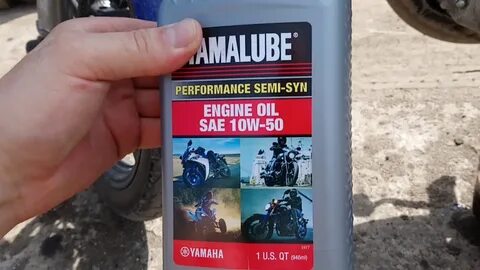 YAMALUBE®
PERFORMANCE SEMI-SYN
ENGINE OIL
SAE 10W-50
YAMAHA
1 U.S. QT (946ml)